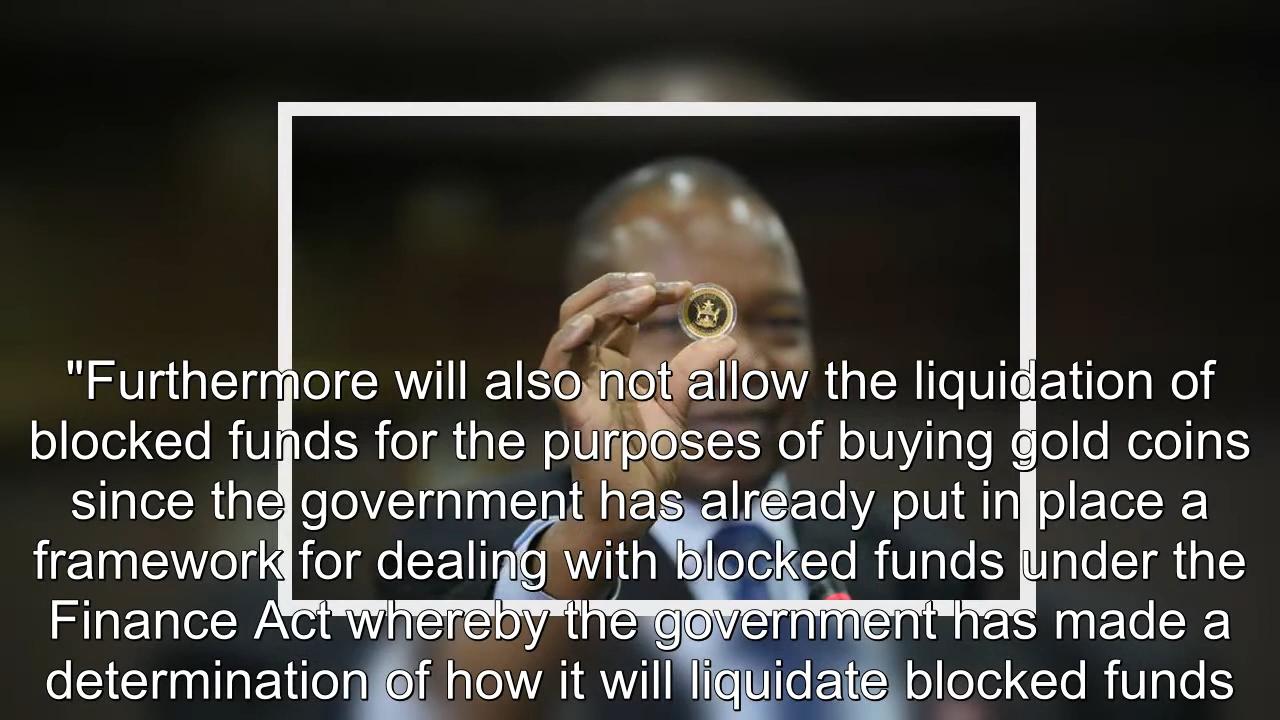 "Furthermore will also not allow the liquidation of
blocked funds for the purposes of buying gold coins
since the government has already put in place a
framework for dealing with blocked funds under the
Finance Act whereby the government has made a
determination of how it will liquidate blocked funds